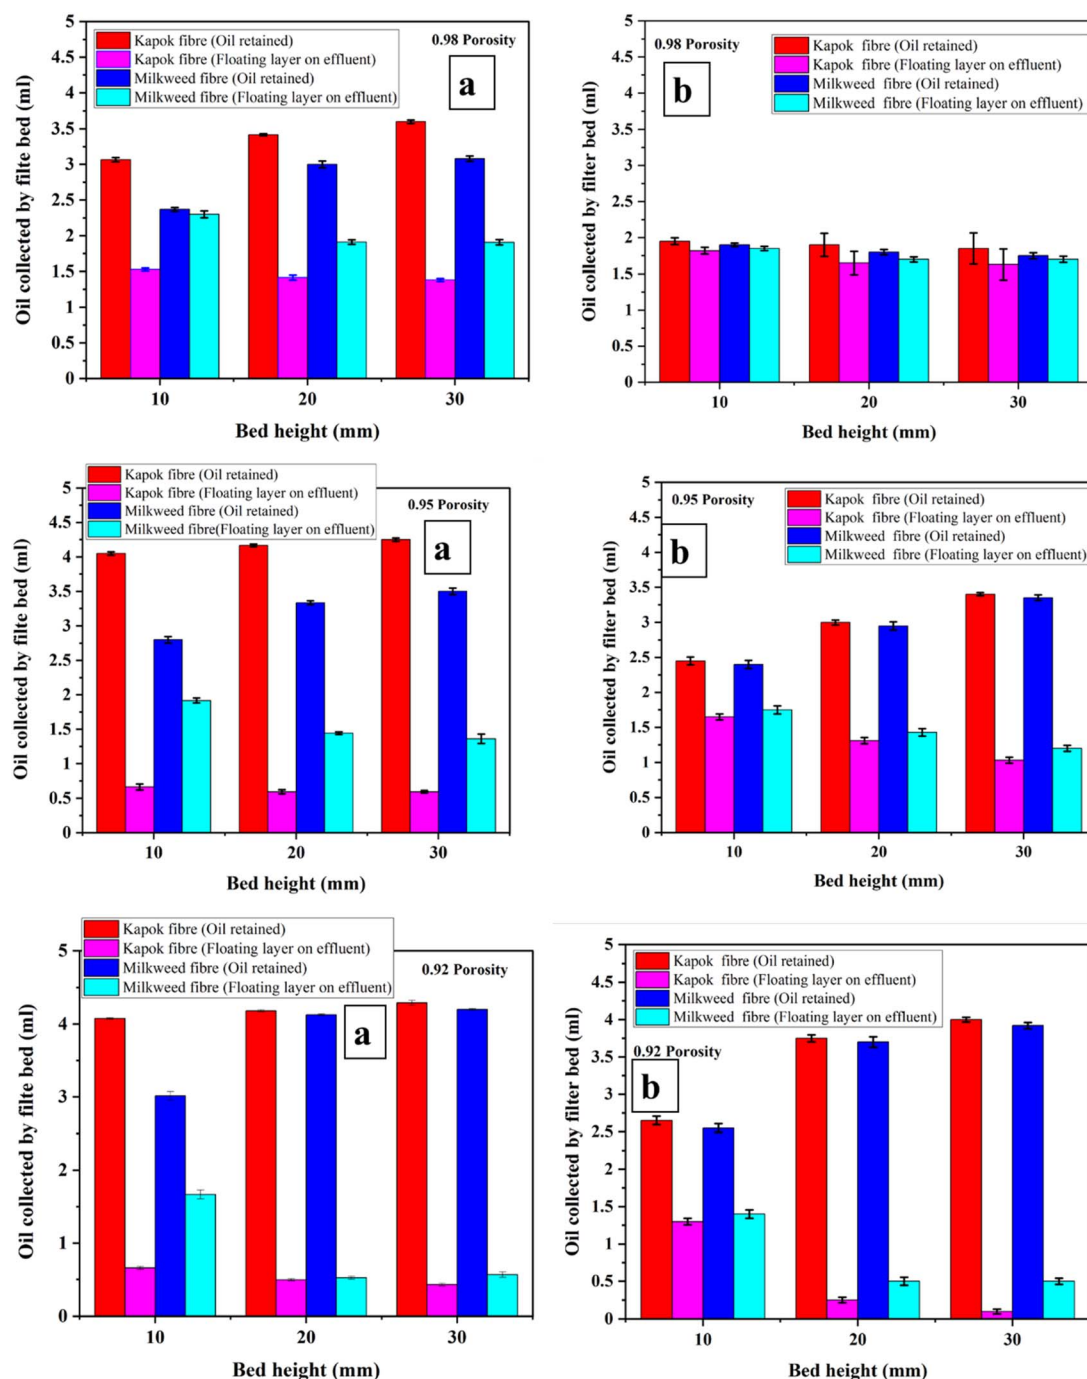 Kapok fibre (Oil retained)
Kapok fibre (Floating layer on effluent)
Milkweed fibre (Oil retained)
Milkweed fibre (Floating layer on effluent)
0.98 Porosity
a
Oil collected by filte bed (ml)
5
4.5
4
3.5
3
2.5
2
1.5
1
0.5
0
10
20
30
Bed height (mm)
0.98 Porosity
Kapok fibre (Oil retained)
Kapok fibre (Floating layer on effluent)
Milkweed fibre (Oil retained)
Milkweed fibre (Floating layer on effluent)
b
Oil collected by filter bed (ml)
5
4.5
4
3.5
3
2.5
2
1.5
1
0.5
0
10
20
30
Bed height (mm)
Kapok fibre (Oil retained)
Kapok fibre (Floating layer on effluent)
Milkweed fibre (Oil retained)
Milkweed fibre(Floating layer on effluent)
0.95 Porosity
a
Oil collected by filte bed (ml)
5
4.5
4
3.5
3
2.5
2
1.5
1
0.5
0
10
20
30
Bed height (mm)
0.95 Porosity
Kapok fibre (Oil retained)
Kapok fibre (Floating layer on effluent)
Milkweed fibre (Oil retained)
Milkweed fibre (Floating layer on effluent)
b
Oil collected by filter bed (ml)
5
4.5
4
3.5
3
2.5
2
1.5
1
0.5
0
10
20
30
Bed height (mm)
Kapok fibre (Oil retained)
Kapok fibre (Floating layer on effluent)
Milkweed fibre (Oil retained)
Milkweed fibre (Floating layer on effluent)
0.92 Porosity
a
Oil collected by filte bed (ml)
5
4
3
2
1
0
10
20
30
Bed height (mm)
Kapok fibre (Oil retained)
Kapok fibre (Floating layer on effluent)
Milkweed fibre (Oil retained)
Milkweed fibre (Floating layer on effluent)
0.92 Porosity
b
Oil collected by filter bed (ml)
5
4.5
4
3.5
3
2.5
2
1.5
1
0.5
0
10
20
30
Bed height (mm)